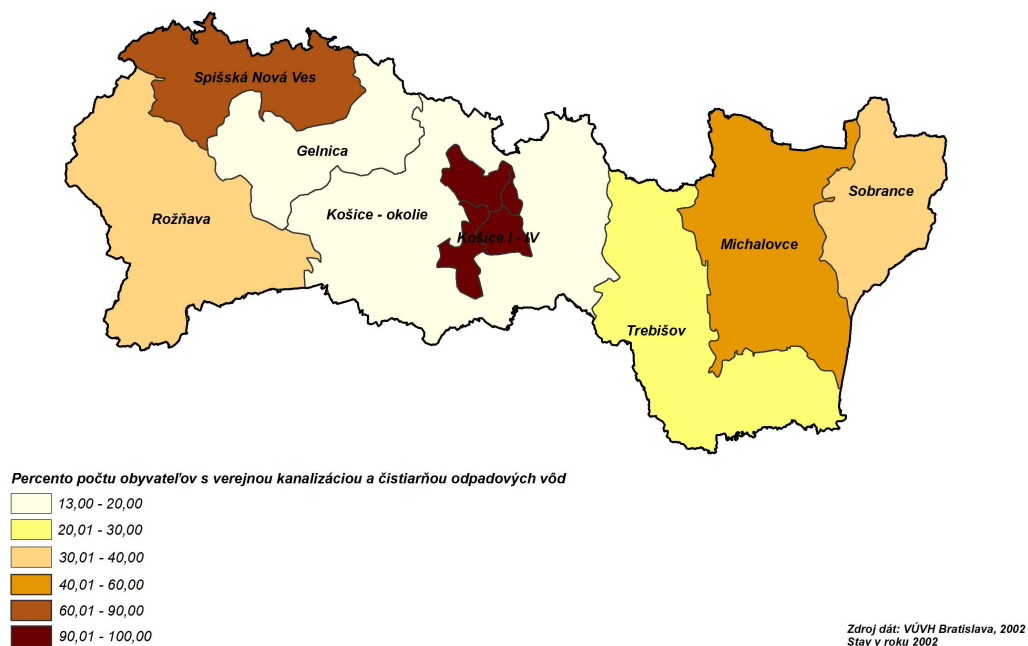 Spišská Nová Ves
Gelnica
Rožňava
Košice - okolie
Košice I - IV
Trebišov
Michalovce
Sobrance
Percento počtu obyvateľov s verejnou kanalizáciou a čistiarňou odpadových vôd
13,00 - 20,00
20,01 - 30,00
30,01 - 40,00
40,01 - 60,00
60,01 - 90,00
90,01 - 100,00
Zdroj dát: VÚVH Bratislava, 2002
Stav v roku 2002